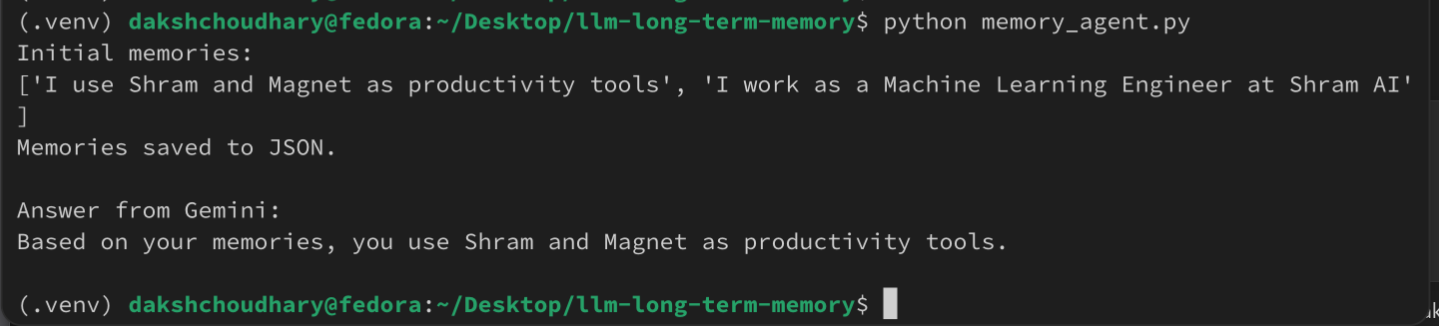 (.venv) dakshchoudhary@fedora:~/Desktop/llm-long-term-memory$ python memory_agent.py
Initial memories:
['I use Shram and Magnet as productivity tools', 'I work as a Machine Learning Engineer at Shram AI'
]
Memories saved to JSON.
Answer from Gemini:
Based on your memories, you use Shram and Magnet as productivity tools.
(.venv) dakshchoudhary@fedora:~/Desktop/llm-long-term-memory$